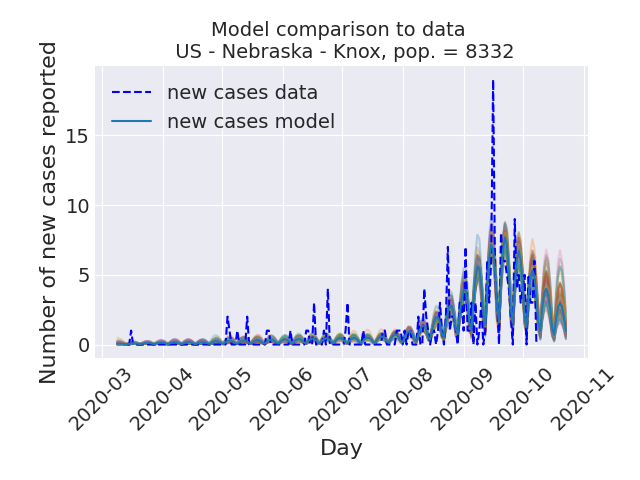 Model comparison to data
US - Nebraska - Knox, pop. = 8332
Number of new cases reported
new cases data
new cases model
15
10
5
0
2020-03
2020-04
2020-05
2020-06
2020-07
2020-08
2020-09
2020-10
2020-11
Day